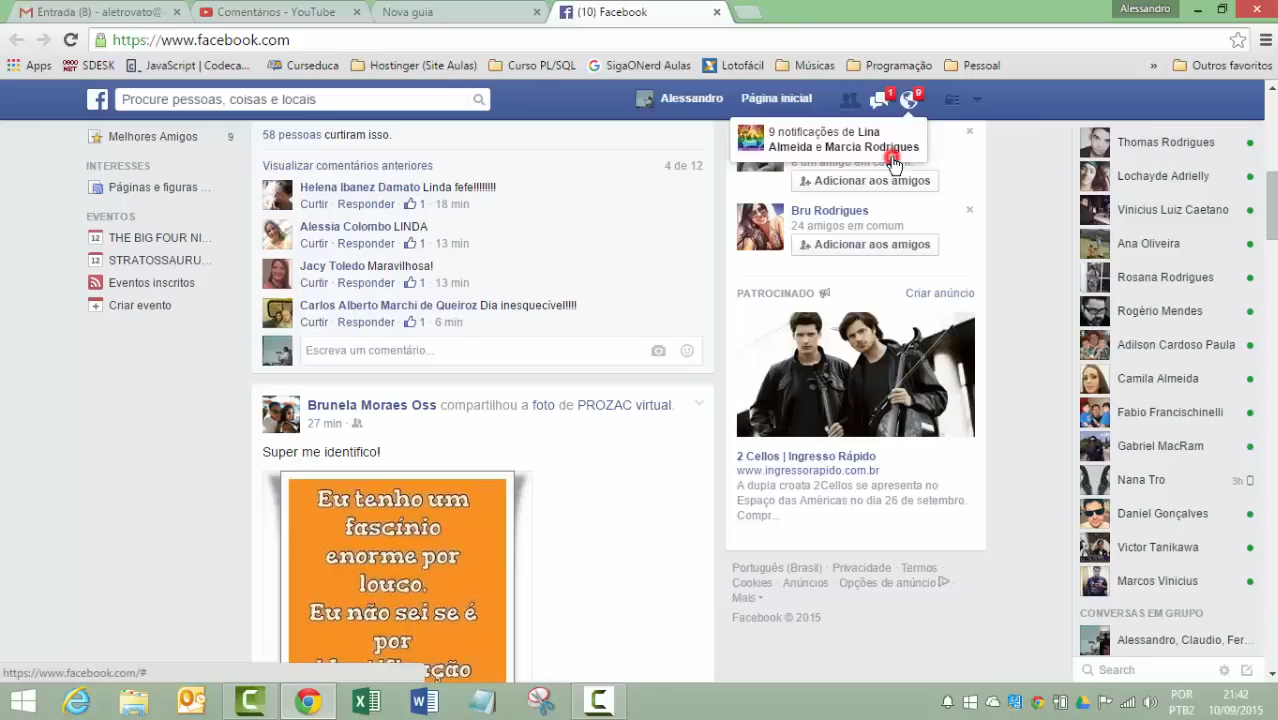 Entrada (8) - aletrovato@
Comentários - YouTube
Nova guia
(10) Facebook
Alessandro
https://www.facebook.com
Apps
SDESK
JavaScript | Codeca...
Curseduca
Hostinger (Site Aulas)
Curso PL/SQL
SigaONerd Aulas
Lotofácil
Músicas
Programação
Pessoal
»
Outros favoritos
Procure pessoas, coisas e locais
Alessandro
Página inicial
1
9
Melhores Amigos 9
INTERESSES
Páginas e figuras ...
EVENTOS
12 THE BIG FOUR NI...
12 STRATOSSAURU...
Eventos inscritos
Criar evento
58 pessoas curtiram isso.
Visualizar comentários anteriores 4 de 12
Helena Ibanez Damato Linda fefe!!!!!!!!
Curtir · Responder · 1 · 18 min
Alessia Colombo LINDA
Curtir · Responder · 1 · 13 min
Jacy Toledo Maravilhosa!
Curtir · Responder · 1 · 13 min
Carlos Alberto Marchi de Queiroz Dia inesquecível!!!!!
Curtir · Responder · 1 · 6 min
Escreva um comentário...
Brunela Moraes Oss compartilhou a foto de PROZAC virtual.
27 min ·
Super me identifico!
Eu tenho um
fascínio
enorme por
louco.
Eu não sei se é
por
9 notificações de Lina
Almeida e Marcia Rodrigues
e um amigo em comum
Adicionar aos amigos
Bru Rodrigues
24 amigos em comum
Adicionar aos amigos
PATROCINADO
Criar anúncio
2 Cellos | Ingresso Rápido
www.ingressorapido.com.br
A dupla croata 2Cellos se apresenta no
Espaço das Américas no dia 26 de setembro.
Compr...
Português (Brasil) · Privacidade · Termos ·
Cookies · Anúncios · Opções de anúncio ·
Mais
Facebook © 2015
Thomas Rodrigues
Lochayde Adrielly
Vinicius Luiz Caetano
Ana Oliveira
Rosana Rodrigues
Rogério Mendes
Adilson Cardoso Paula
Camila Almeida
Fabio Francischinelli
Gabriel MacRam
Nana Tro 3h
Daniel Gonçalves
Victor Tanikawa
Marcos Vinicius
CONVERSAS EM GRUPO
Alessandro, Claudio, Fer...
Search
https://www.facebook.com/#
POR
PTB2
21:42
10/09/2015